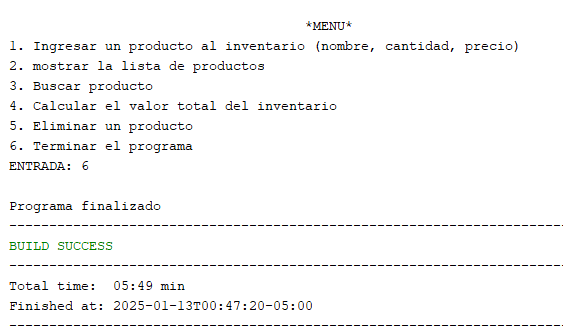 *MENU*
1. Ingresar un producto al inventario (nombre, cantidad, precio)
2. mostrar la lista de productos
3. Buscar producto
4. Calcular el valor total del inventario
5. Eliminar un producto
6. Terminar el programa
ENTRADA: 6
Programa finalizado
------------------------------------------------------------------------
BUILD SUCCESS
------------------------------------------------------------------------
Total time:  05:49 min
Finished at: 2025-01-13T00:47:20-05:00
------------------------------------------------------------------------